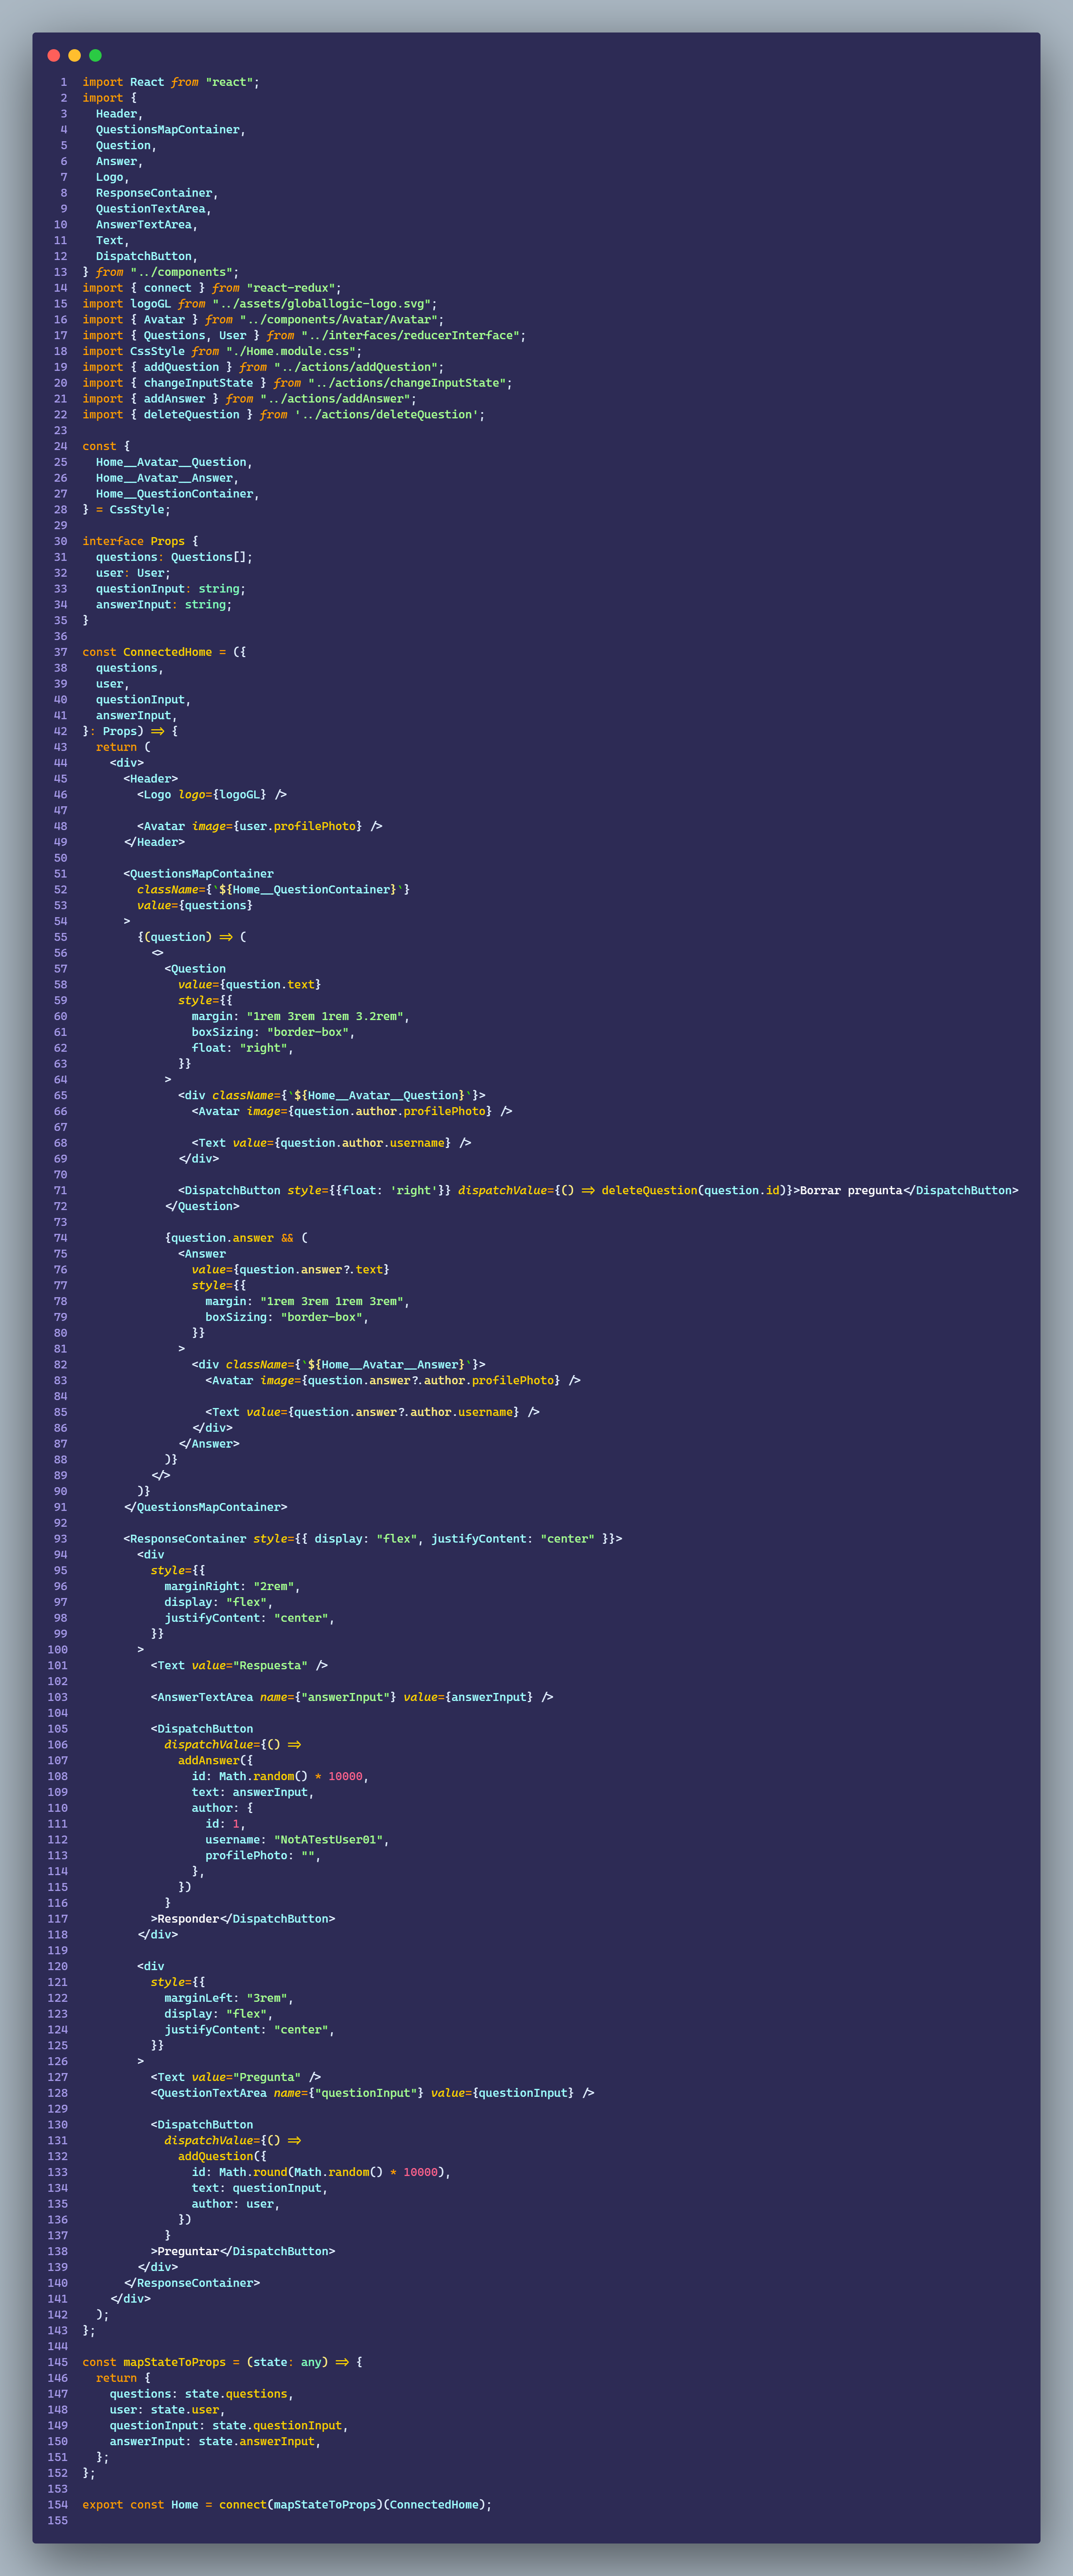 1 import React from "react";
2 import {
3   Header,
4   QuestionsMapContainer,
5   Question,
6   Answer,
7   Logo,
8   ResponseContainer,
9   QuestionTextArea,
10   AnswerTextArea,
11   Text,
12   DispatchButton,
13 } from "../components";
14 import { connect } from "react-redux";
15 import logoGL from "../assets/globallogic-logo.svg";
16 import { Avatar } from "../components/Avatar/Avatar";
17 import { Questions, User } from "../interfaces/reducerInterface";
18 import CssStyle from "./Home.module.css";
19 import { addQuestion } from "../actions/addQuestion";
20 import { changeInputState } from "../actions/changeInputState";
21 import { addAnswer } from "../actions/addAnswer";
22 import { deleteQuestion } from '../actions/deleteQuestion';
23
24 const {
25   Home__Avatar__Question,
26   Home__Avatar__Answer,
27   Home__QuestionContainer,
28 } = CssStyle;
29
30 interface Props {
31   questions: Questions[];
32   user: User;
33   questionInput: string;
34   answerInput: string;
35 }
36
37 const ConnectedHome = ({
38   questions,
39   user,
40   questionInput,
41   answerInput,
42 }: Props) => {
43   return (
44     <div>
45       <Header>
46         <Logo logo={logoGL} />
47
48         <Avatar image={user.profilePhoto} />
49       </Header>
50
51       <QuestionsMapContainer
52         className={`${Home__QuestionContainer}`}
53         value={questions}
54       >
55         {(question) => (
56           <>
57             <Question
58               value={question.text}
59               style={{
60                 margin: "1rem 3rem 1rem 3.2rem",
61                 boxSizing: "border-box",
62                 float: "right",
63               }}
64             >
65               <div className={`${Home__Avatar__Question}`}>
66                 <Avatar image={question.author.profilePhoto} />
67
68                 <Text value={question.author.username} />
69               </div>
70
71               <DispatchButton style={{float: 'right'}} dispatchValue={() => deleteQuestion(question.id)}>Borrar pregunta</DispatchButton>
72             </Question>
73
74             {question.answer && (
75               <Answer
76                 value={question.answer?.text}
77                 style={{
78                   margin: "1rem 3rem 1rem 3rem",
79                   boxSizing: "border-box",
80                 }}
81               >
82                 <div className={`${Home__Avatar__Answer}`}>
83                   <Avatar image={question.answer?.author.profilePhoto} />
84
85                   <Text value={question.answer?.author.username} />
86                 </div>
87               </Answer>
88             )}
89           </>
90         )}
91       </QuestionsMapContainer>
92
93       <ResponseContainer style={{ display: "flex", justifyContent: "center" }}>
94         <div
95           style={{
96             marginRight: "2rem",
97             display: "flex",
98             justifyContent: "center",
99           }}
100         >
101           <Text value="Respuesta" />
102
103           <AnswerTextArea name={"answerInput"} value={answerInput} />
104
105           <DispatchButton
106             dispatchValue={() =>
107               addAnswer({
108                 id: Math.random() * 10000,
109                 text: answerInput,
110                 author: {
111                   id: 1,
112                   username: "NotATestUser01",
113                   profilePhoto: "",
114                 },
115               })
116             }
117           >Responder</DispatchButton>
118         </div>
119
120         <div
121           style={{
122             marginLeft: "3rem",
123             display: "flex",
124             justifyContent: "center",
125           }}
126         >
127           <Text value="Pregunta" />
128           <QuestionTextArea name={"questionInput"} value={questionInput} />
129
130           <DispatchButton
131             dispatchValue={() =>
132               addQuestion({
133                 id: Math.round(Math.random() * 10000),
134                 text: questionInput,
135                 author: user,
136               })
137             }
138           >Preguntar</DispatchButton>
139         </div>
140       </ResponseContainer>
141     </div>
142   );
143 };
144
145 const mapStateToProps = (state: any) => {
146   return {
147     questions: state.questions,
148     user: state.user,
149     questionInput: state.questionInput,
150     answerInput: state.answerInput,
151   };
152 };
153
154 export const Home = connect(mapStateToProps)(ConnectedHome);
155